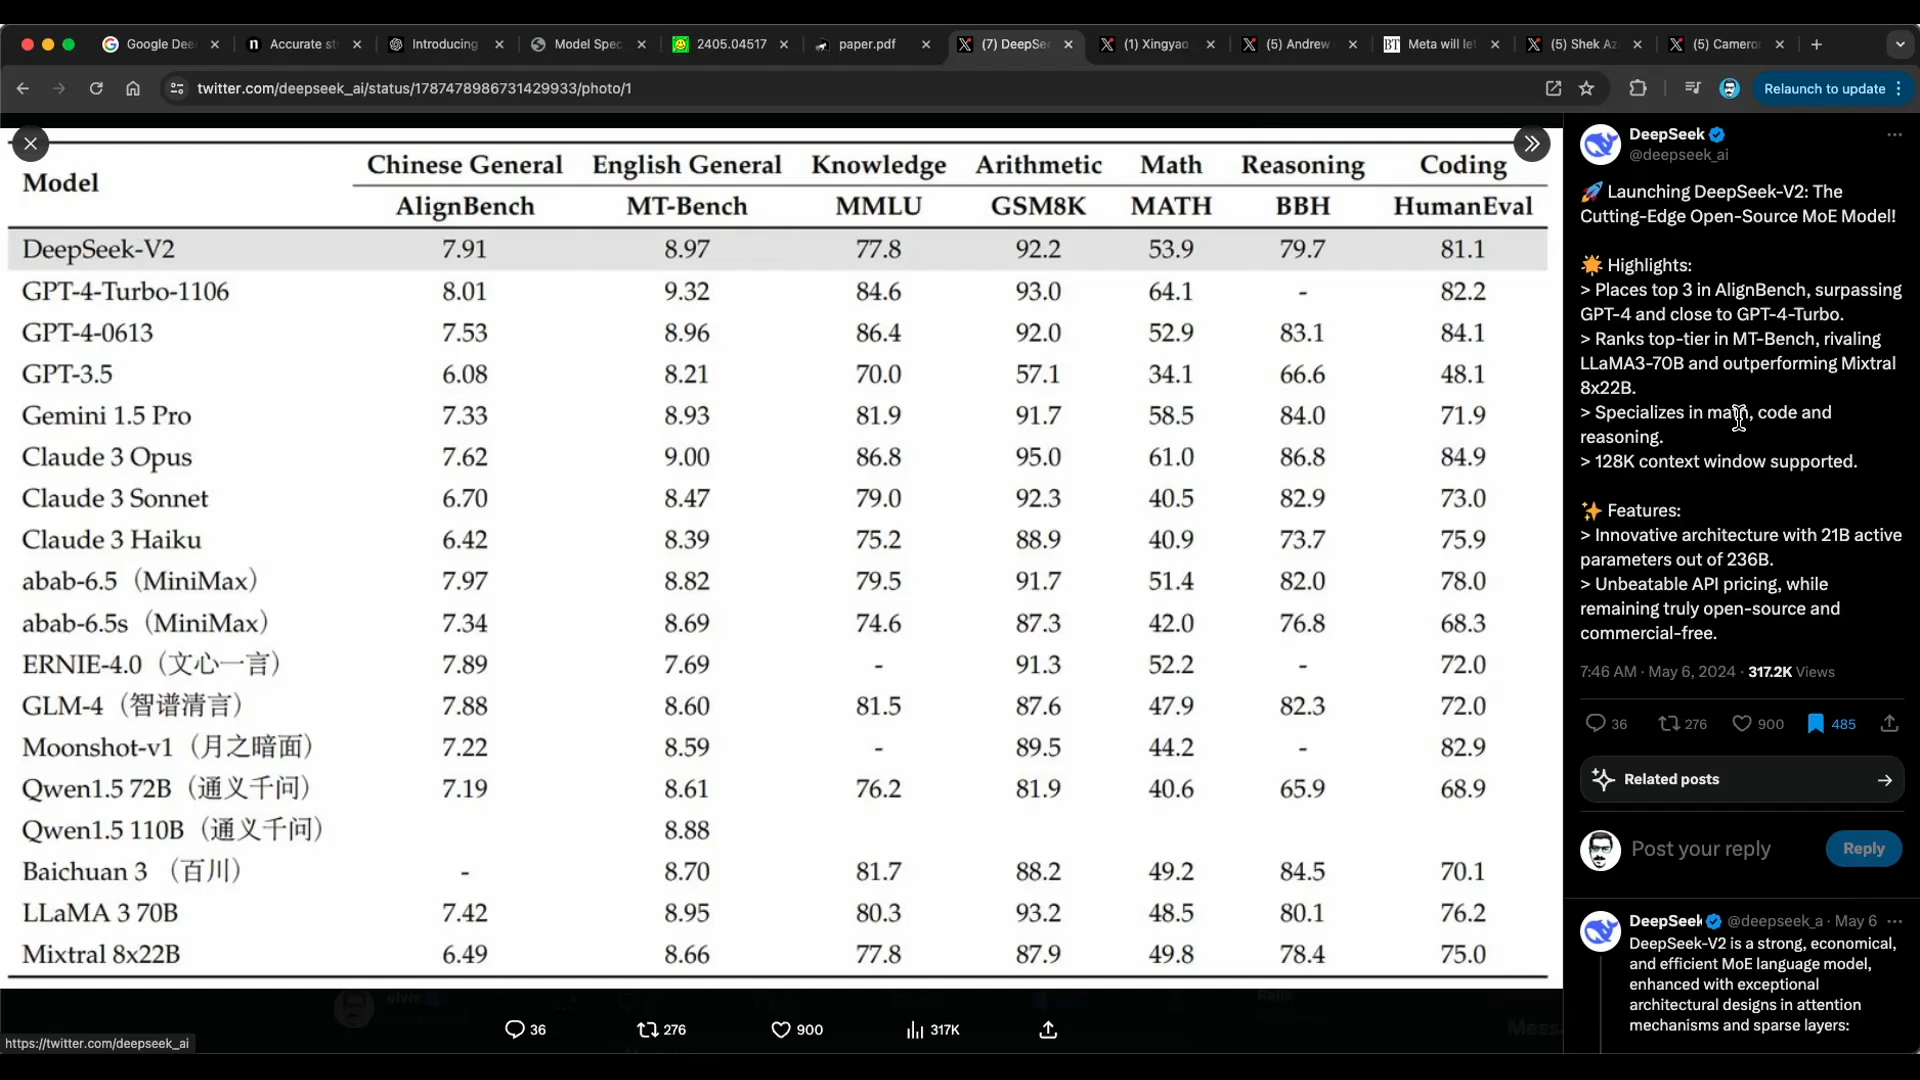 Google Dee
Accurate st
Introducing
Model Spec
2405.04517
paper.pdf
(7) DeepSe
(1) Xingyao
(5) Andrew
BT
Meta will le
(5) Shek Az
(5) Camero
twitter.com/deepseek_ai/status/1787478986731429933/photo/1
Relaunch to update
Model Chinese General English General Knowledge Arithmetic Math Reasoning Coding
AlignBench MT-Bench MMLU GSM8K MATH BBH HumanEval
DeepSeek-V2 7.91 8.97 77.8 92.2 53.9 79.7 81.1
GPT-4-Turbo-1106 8.01 9.32 84.6 93.0 64.1 - 82.2
GPT-4-0613 7.53 8.96 86.4 92.0 52.9 83.1 84.1
GPT-3.5 6.08 8.21 70.0 57.1 34.1 66.6 48.1
Gemini 1.5 Pro 7.33 8.93 81.9 91.7 58.5 84.0 71.9
Claude 3 Opus 7.62 9.00 86.8 95.0 61.0 86.8 84.9
Claude 3 Sonnet 6.70 8.47 79.0 92.3 40.5 82.9 73.0
Claude 3 Haiku 6.42 8.39 75.2 88.9 40.9 73.7 75.9
abab-6.5（MiniMax） 7.97 8.82 79.5 91.7 51.4 82.0 78.0
abab-6.5s（MiniMax） 7.34 8.69 74.6 87.3 42.0 76.8 68.3
ERNIE-4.0（文心一言） 7.89 7.69 - 91.3 52.2 - 72.0
GLM-4（智谱清言） 7.88 8.60 81.5 87.6 47.9 82.3 72.0
Moonshot-v1（月之暗面） 7.22 8.59 - 89.5 44.2 - 82.9
Qwen1.5 72B（通义千问） 7.19 8.61 76.2 81.9 40.6 65.9 68.9
Qwen1.5 110B（通义千问） 8.88
Baichuan 3 （百川） - 8.70 81.7 88.2 49.2 84.5 70.1
LLaMA 3 70B 7.42 8.95 80.3 93.2 48.5 80.1 76.2
Mixtral 8x22B 6.49 8.66 77.8 87.9 49.8 78.4 75.0
36 276 900 317K
https://twitter.com/deepseek_ai
DeepSeek
@deepseek_ai
🚀 Launching DeepSeek-V2: The
Cutting-Edge Open-Source MoE Model!
🌟 Highlights:
> Places top 3 in AlignBench, surpassing
GPT-4 and close to GPT-4-Turbo.
> Ranks top-tier in MT-Bench, rivaling
LLaMA3-70B and outperforming Mixtral
8x22B.
> Specializes in math, code and
reasoning.
> 128K context window supported.
✨ Features:
> Innovative architecture with 21B active
parameters out of 236B.
> Unbeatable API pricing, while
remaining truly open-source and
commercial-free.
7:46 AM · May 6, 2024 · 317.2K Views
36 276 900 485
Related posts
Post your reply
Reply
DeepSeek @deepseek_a · May 6
DeepSeek-V2 is a strong, economical,
and efficient MoE language model,
enhanced with exceptional
architectural designs in attention
mechanisms and sparse layers: